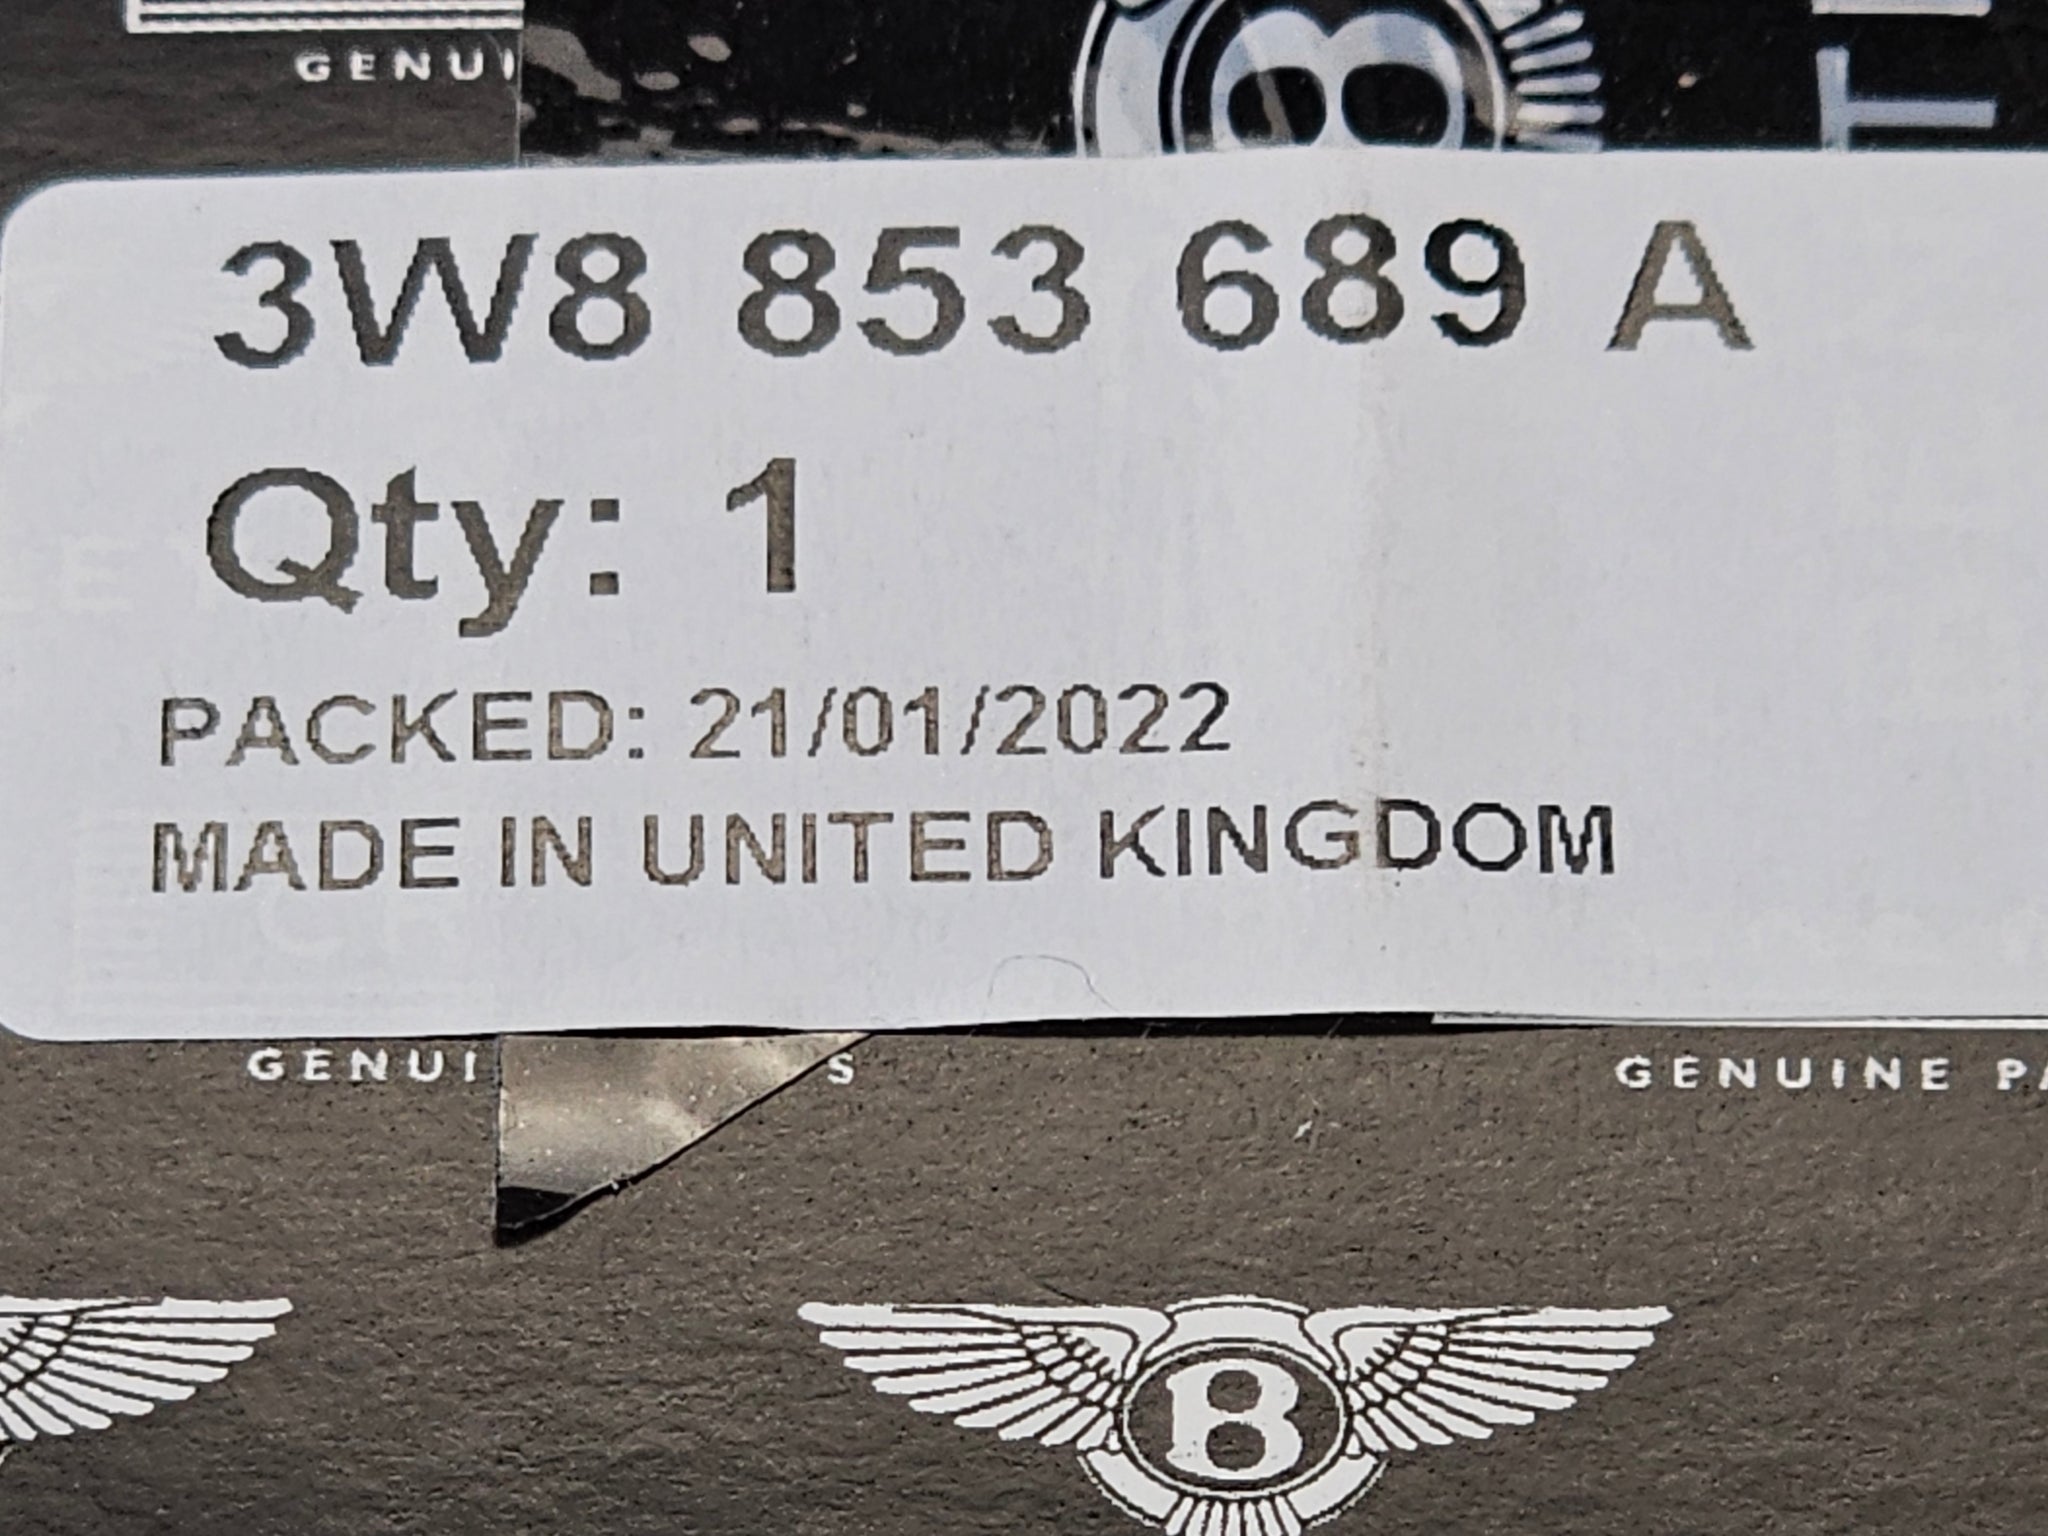 GENUI
T
3W8 853 689 A
Qty: 1
PACKED: 21/01/2022
MADE IN UNITED KINGDOM
GENUI S GENUINE PA
B